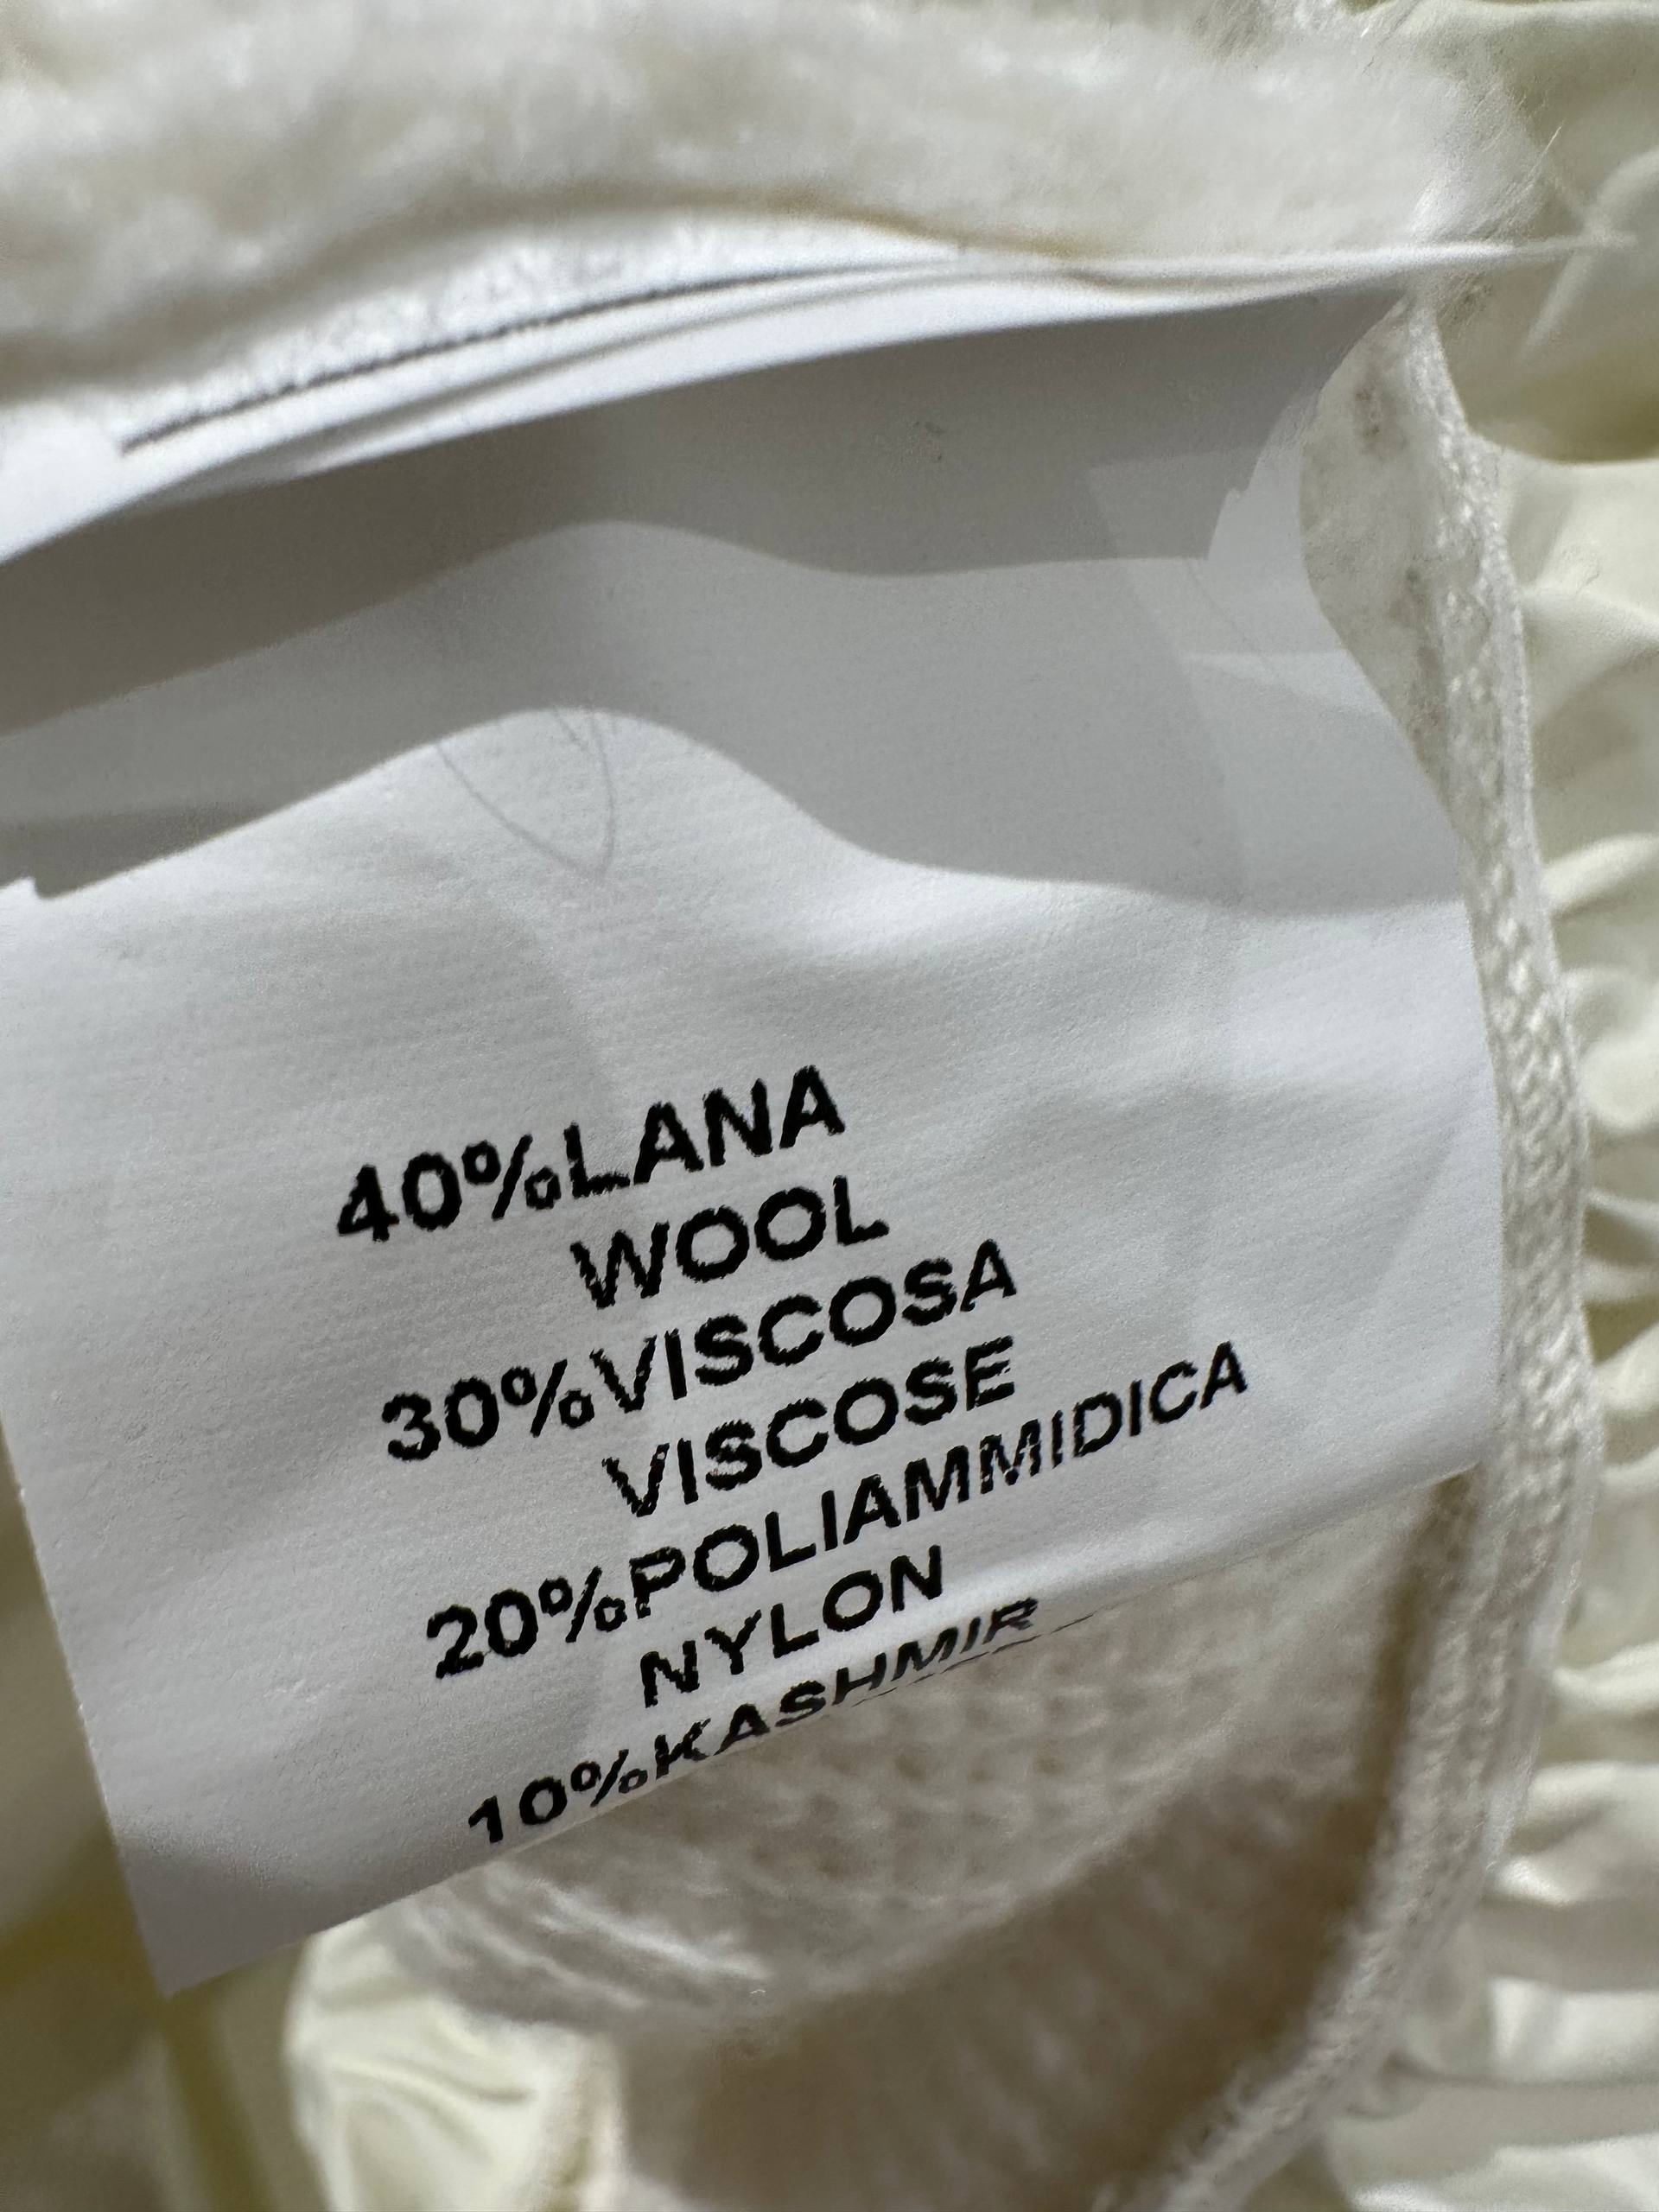 40%LANA
WOOL
30%VISCOSA
VISCOSE
20%POLIAMMIDICA
NYLON
10%KASHMIR